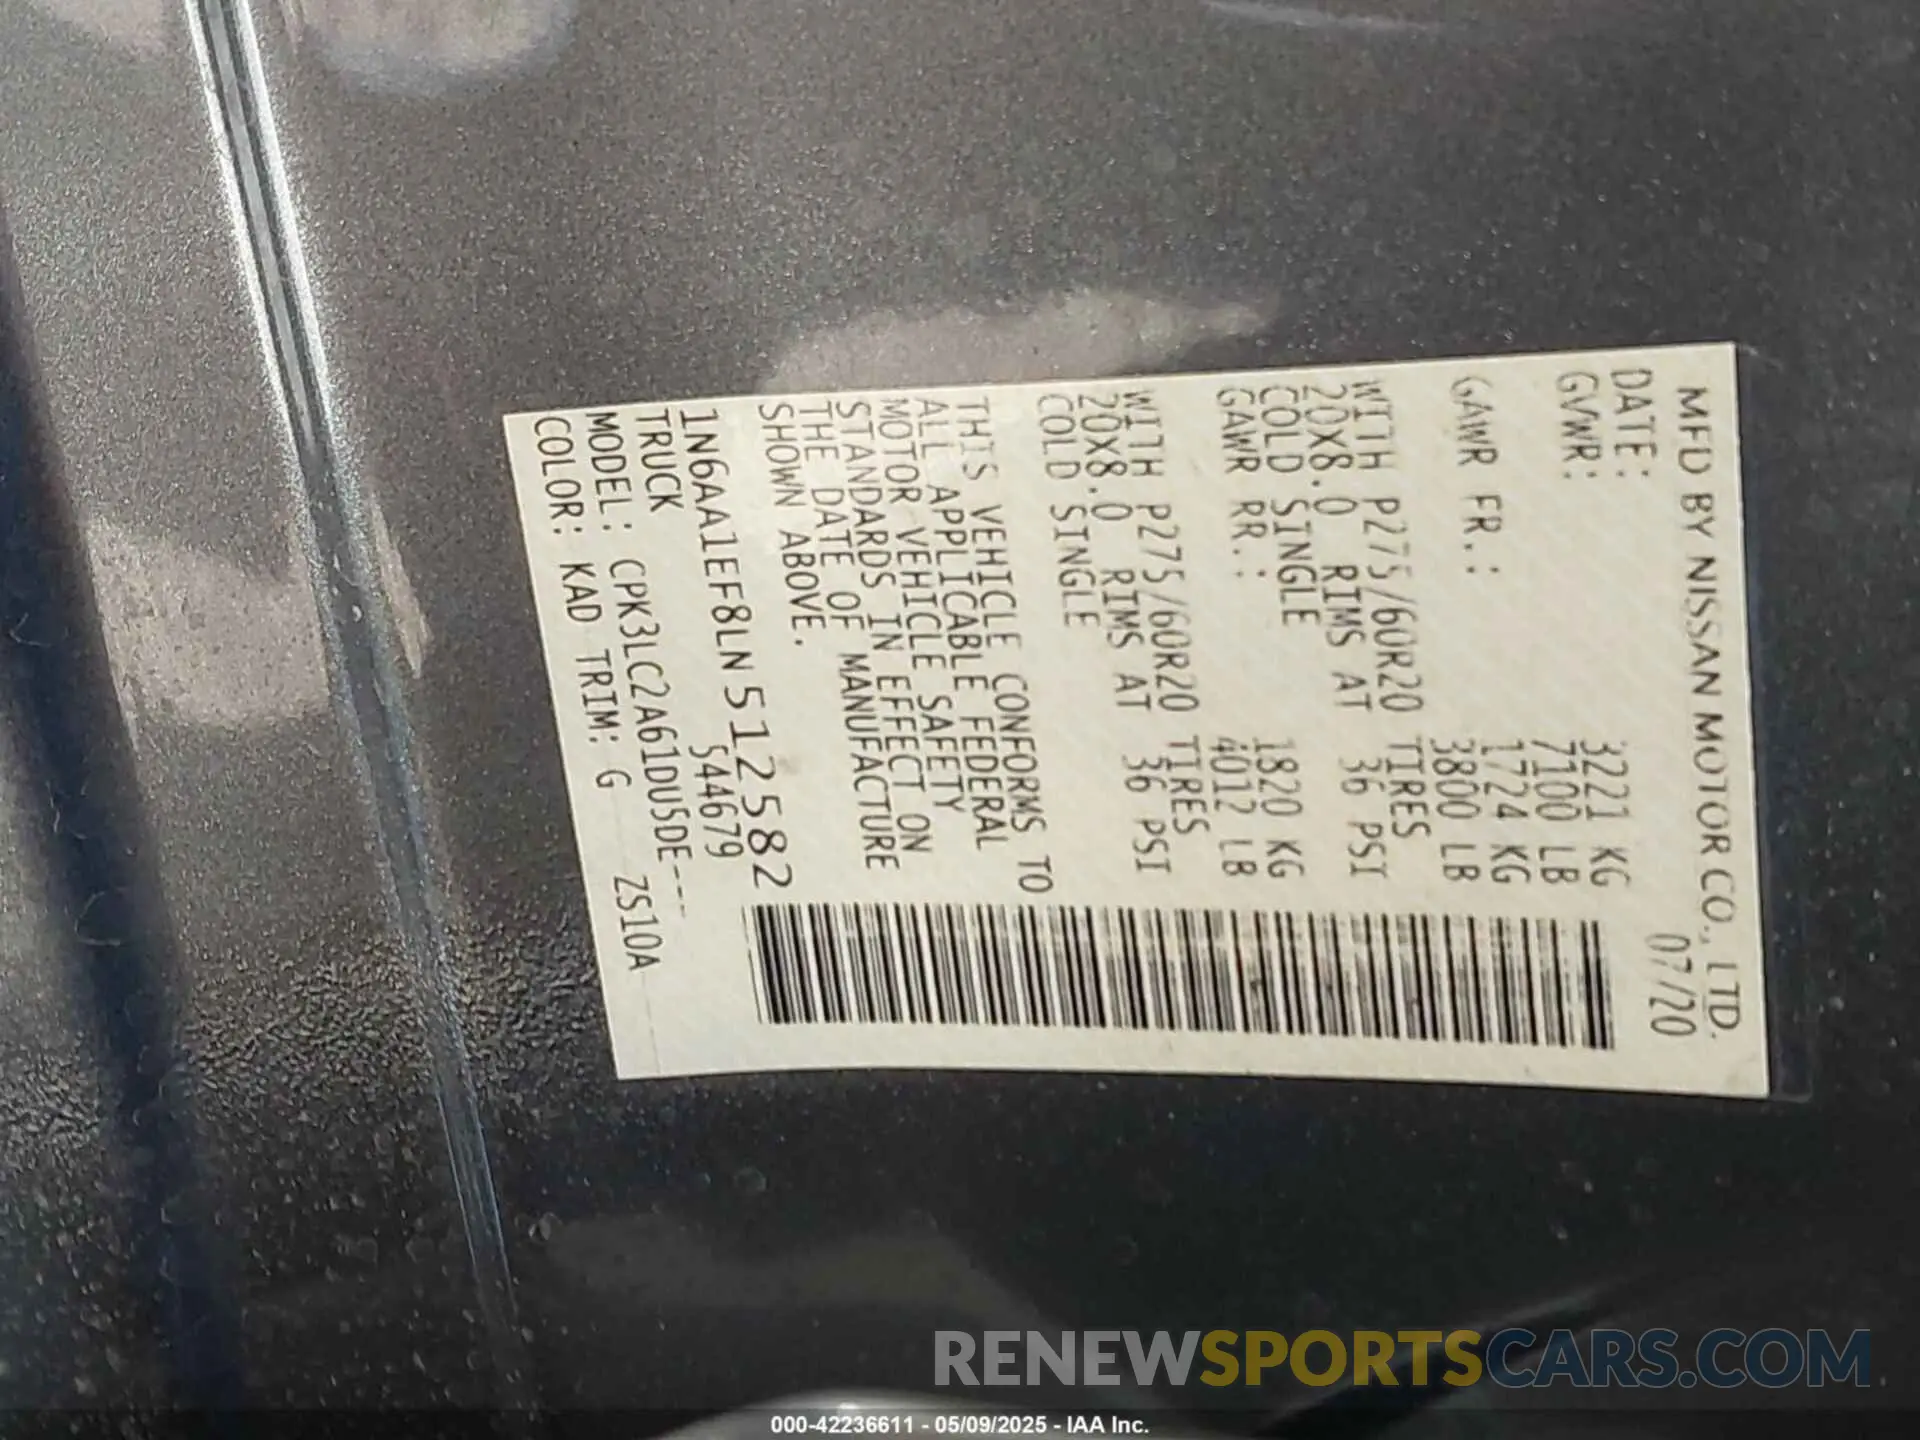 MFD BY NISSAN MOTOR CO., LTD.
DATE: 07/20
GVWR: 3221 KG
7100 LB
GAWR FR.: 1724 KG
3800 LB
WITH P275/60R20 TIRES
20X8.0 RIMS AT 36 PSI
COLD SINGLE
GAWR RR.: 1820 KG
4012 LB
WITH P275/60R20 TIRES
20X8.0 RIMS AT 36 PSI
COLD SINGLE
THIS VEHICLE CONFORMS TO
ALL APPLICABLE FEDERAL
MOTOR VEHICLE SAFETY
STANDARDS IN EFFECT ON
THE DATE OF MANUFACTURE
SHOWN ABOVE.
1N6AA1EF8LN512582
TRUCK 544679
MODEL: CPK3LC2A61DU5DE---
COLOR: KAD TRIM: G ZS10A
RENEWSPORTSCARS.COM
000-42236611 - 05/09/2025 - IAA Inc.